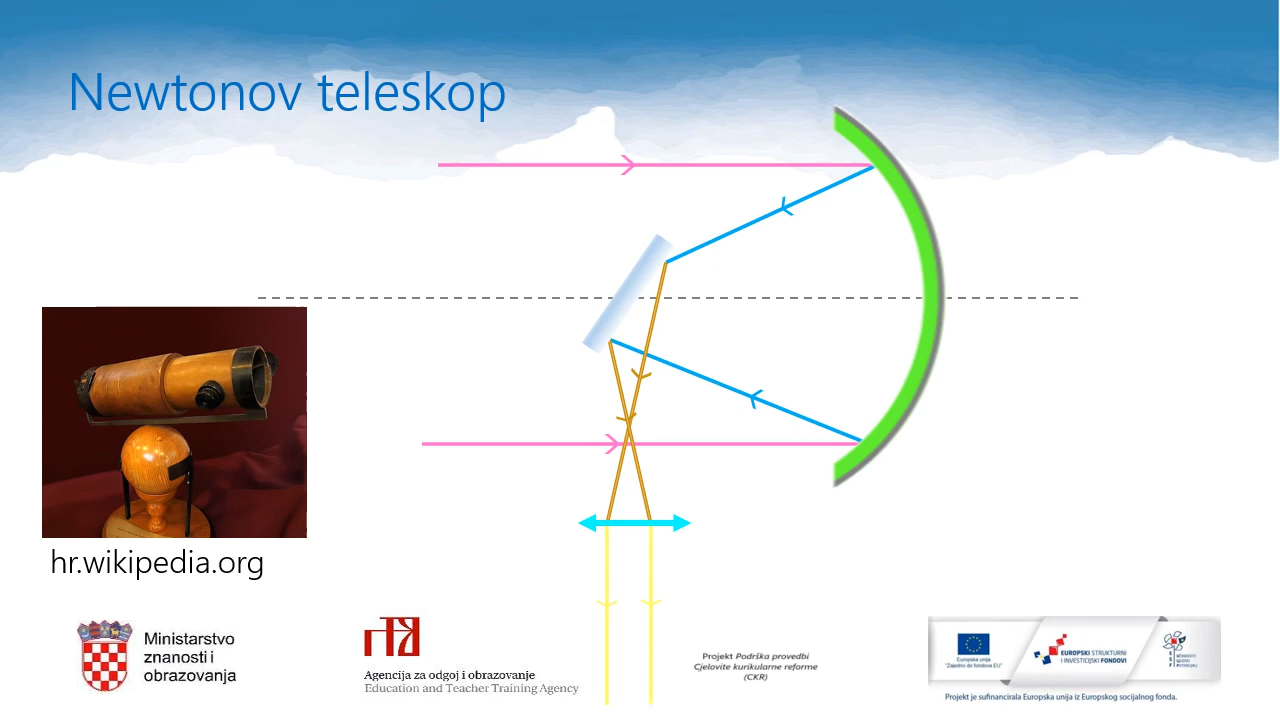 Newtonov teleskop
hr.wikipedia.org
Ministarstvo
znanosti i
obrazovanja
Agencija za odgoj i obrazovanje
Education and Teacher Training Agency
Projekt Podrška provedbi
Cjelovite kurikularne reforme
(CKR)
Europska unija
"Zajedno do fondova EU"
EUROPSKI STRUKTURNI
I INVESTICIJSKI FONDOVI
Projekt je sufinancirala Europska unija iz Europskog socijalnog fonda.